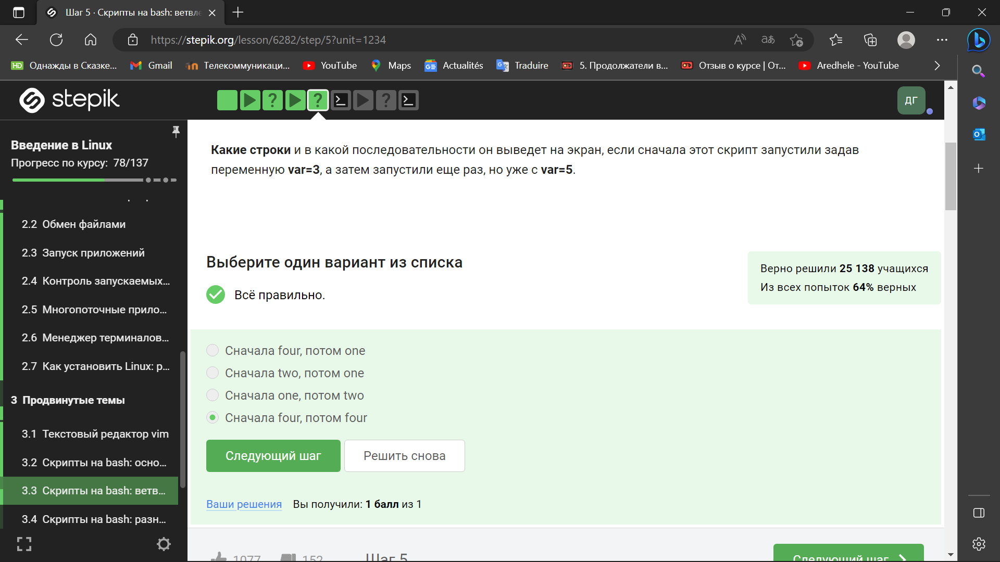 Шаг 5 · Скрипты на bash: ветвле
https://stepik.org/lesson/6282/step/5?unit=1234
Однажды в Сказке...
Gmail
Телекоммуникаци...
YouTube
Maps
Actualités
Traduire
5. Продолжатели в...
Отзыв о курсе | От...
Aredhele - YouTube
stepik
ДГ
Введение в Linux
Прогресс по курсу: 78/137
2.2 Обмен файлами
2.3 Запуск приложений
2.4 Контроль запускаемых...
2.5 Многопоточные прило...
2.6 Менеджер терминалов...
2.7 Как установить Linux: р...
3 Продвинутые темы
3.1 Текстовый редактор vim
3.2 Скрипты на bash: осно...
3.3 Скрипты на bash: ветв...
3.4 Скрипты на bash: разн...
Какие строки и в какой последовательности он выведет на экран, если сначала этот скрипт запустили задав
переменную var=3, а затем запустили еще раз, но уже с var=5.
Выберите один вариант из списка
Всё правильно.
Верно решили 25 138 учащихся
Из всех попыток 64% верных
Сначала four, потом one
Сначала two, потом one
Сначала one, потом two
Сначала four, потом four
Следующий шаг
Решить снова
Ваши решения Вы получили: 1 балл из 1
1077
152
Шаг 5
Следующий шаг